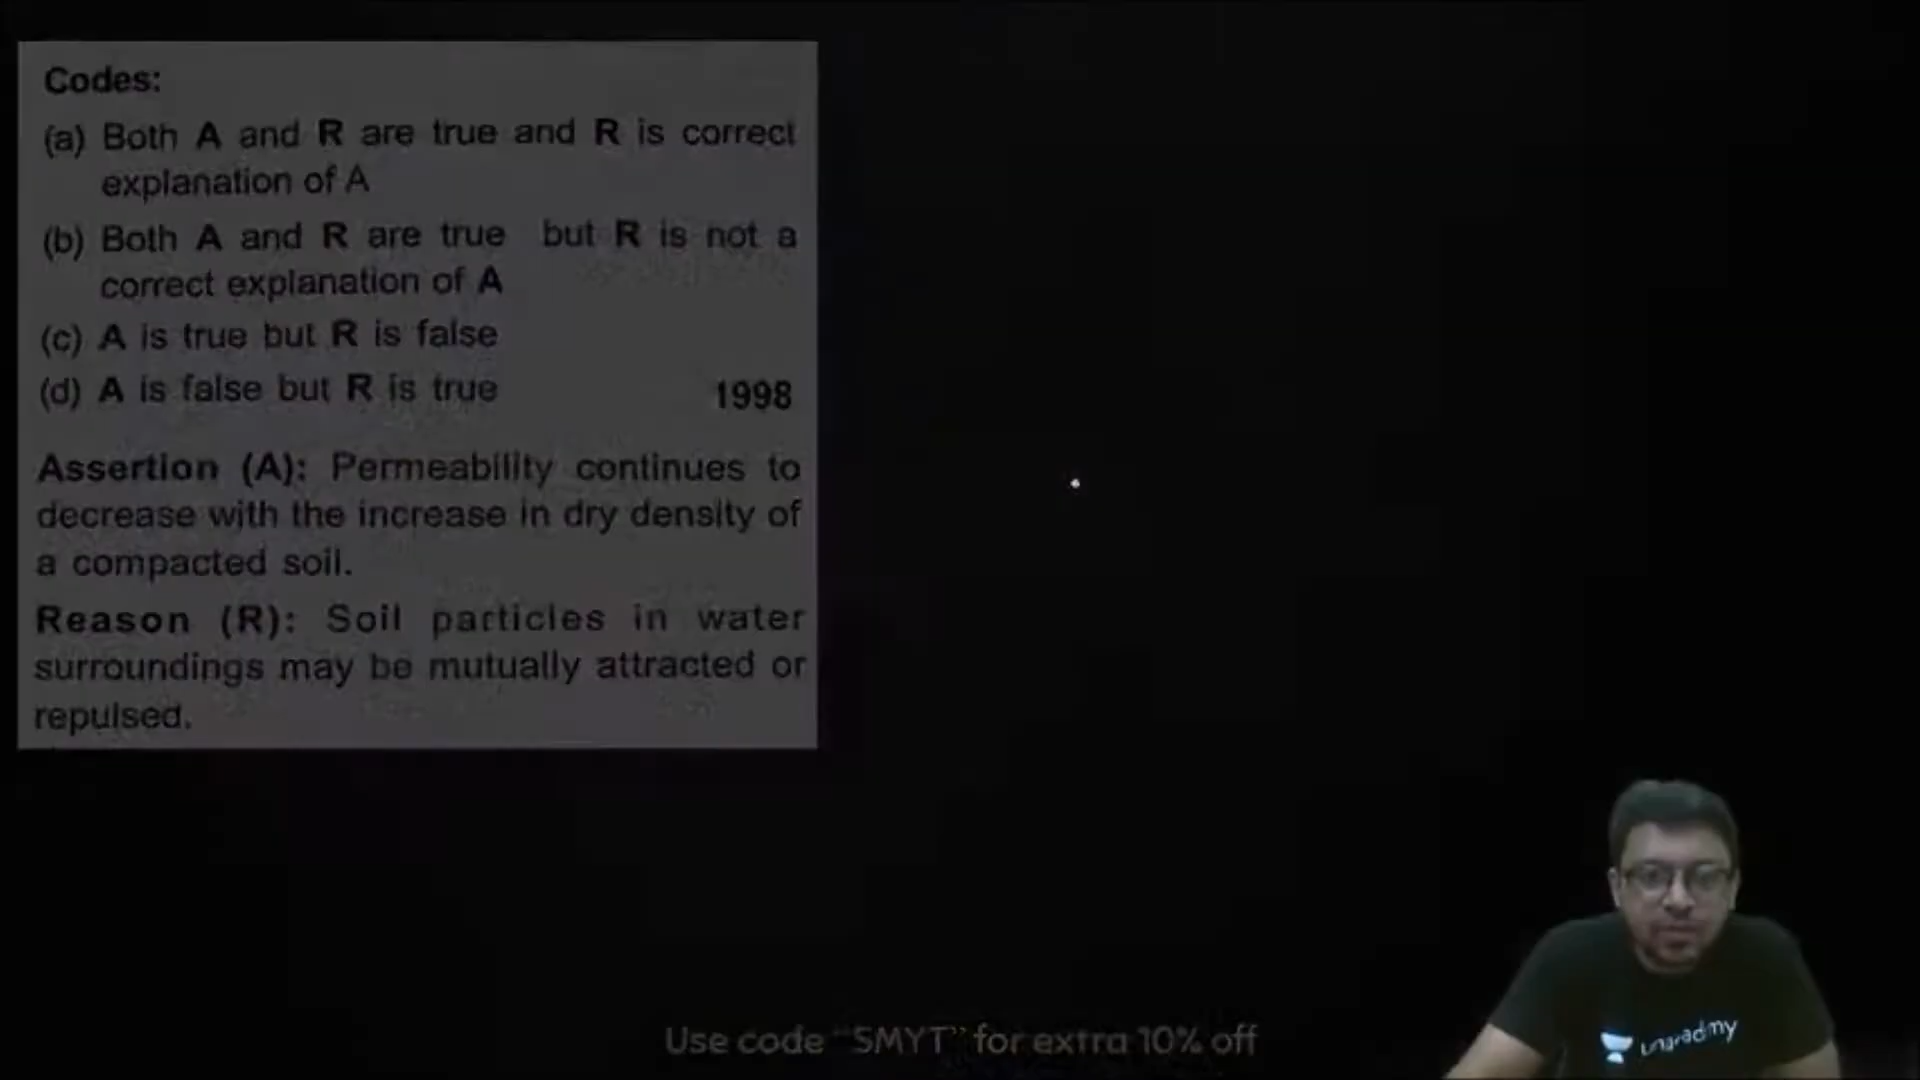 Codes:
(a) Both A and R are true and R is correct
explanation of A
(b) Both A and R are true but R is not a
correct explanation of A
(c) A is true but R is false
(d) A is false but R is true 1998
Assertion (A): Permeability continues to
decrease with the increase in dry density of
a compacted soil.
Reason (R): Soil particles in water
surroundings may be mutually attracted or
repulsed.
unacademy
Use code "SMYT" for extra 10% off